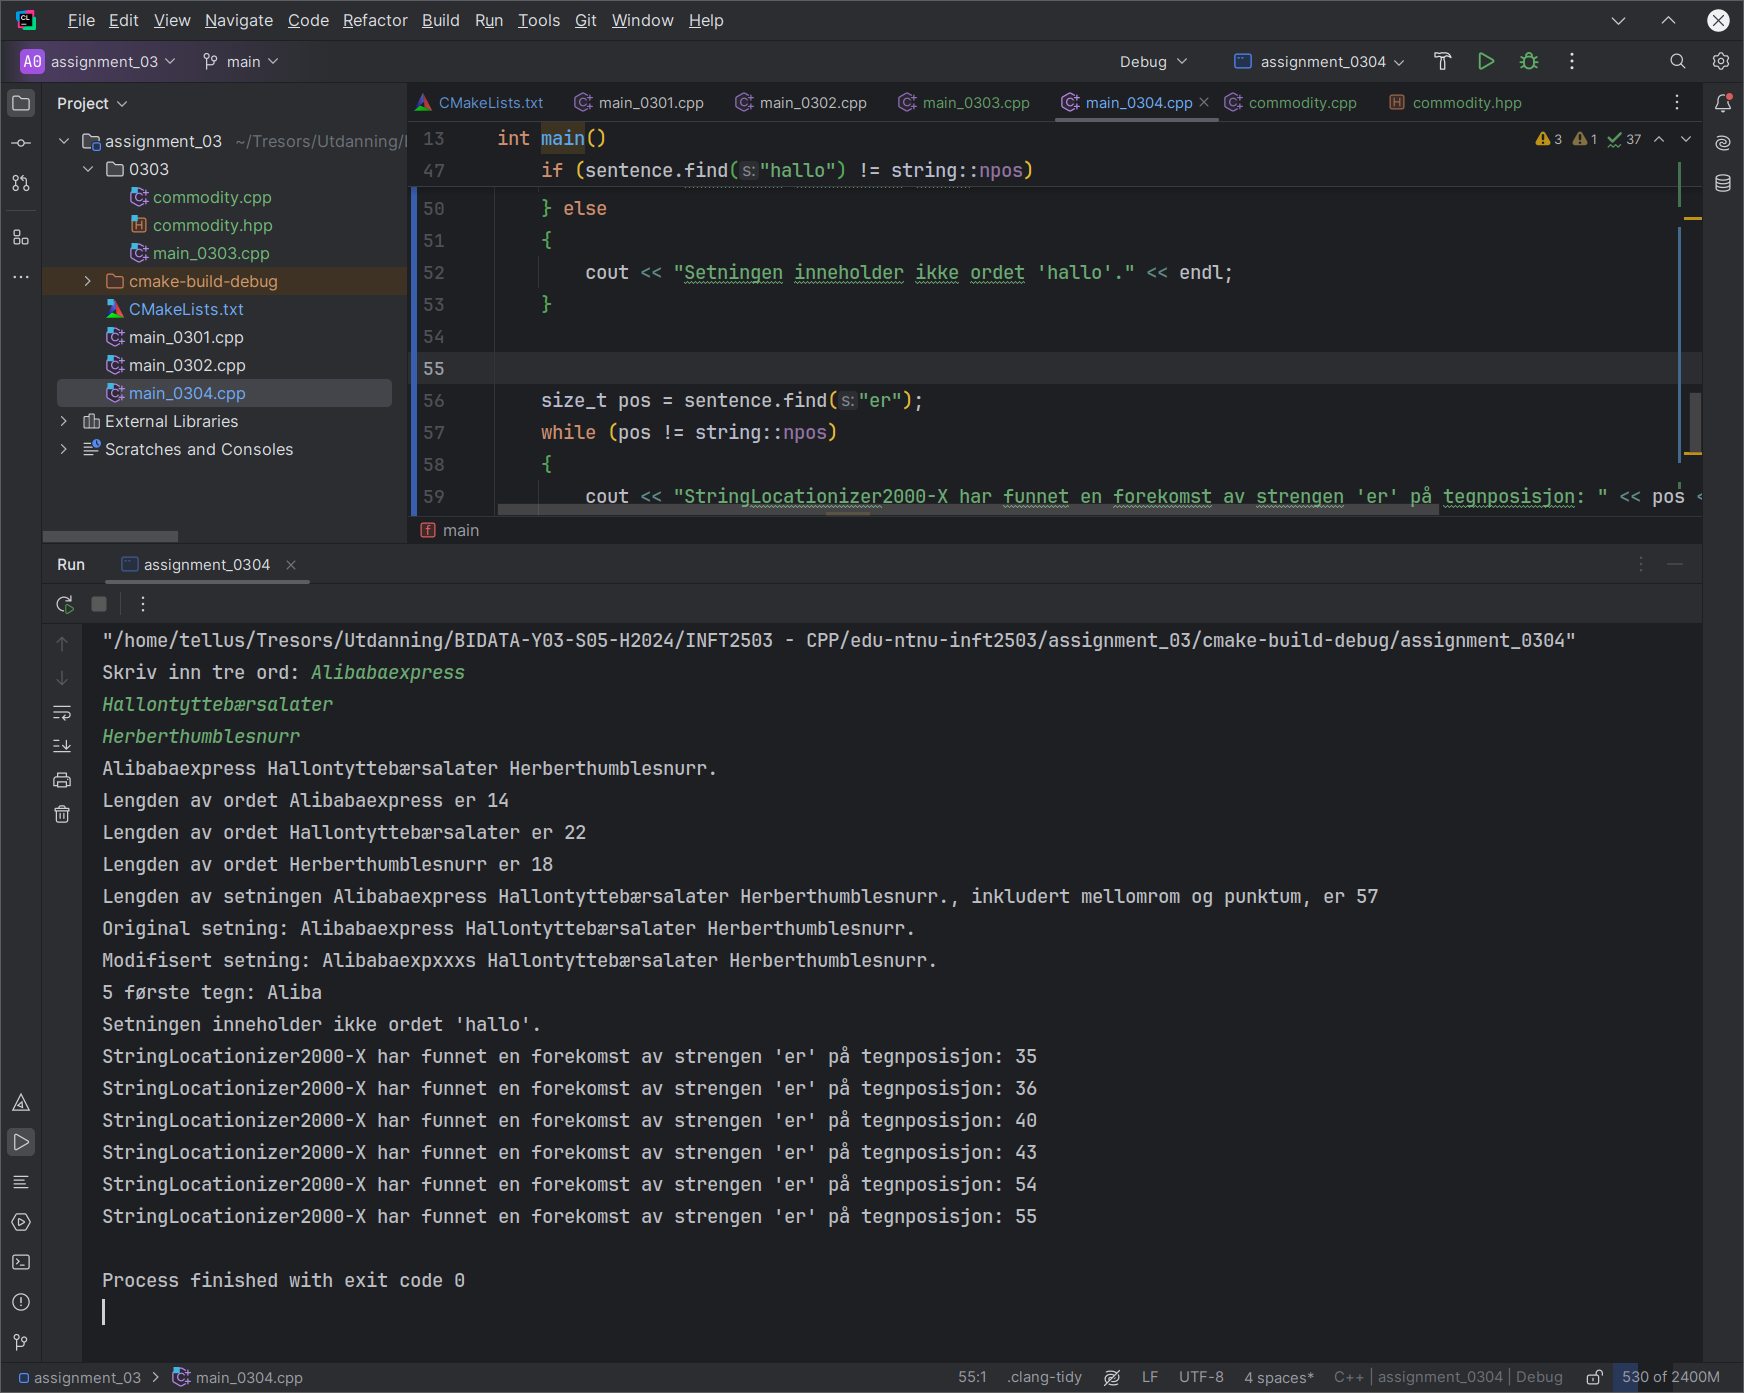 File Edit View Navigate Code Refactor Build Run Tools Git Window Help
A0 assignment_03 main Debug assignment_0304
Project
CMakeLists.txt main_0301.cpp main_0302.cpp main_0303.cpp main_0304.cpp commodity.cpp commodity.hpp
assignment_03 ~/Tresors/Utdanning/
0303
commodity.cpp
commodity.hpp
main_0303.cpp
cmake-build-debug
CMakeLists.txt
main_0301.cpp
main_0302.cpp
main_0304.cpp
External Libraries
Scratches and Consoles
13 int main()
3 1 37
47 if (sentence.find(s:"hallo") != string::npos)
50 } else
51 {
52 cout << "Setningen inneholder ikke ordet 'hallo'." << endl;
53 }
54
55
56 size_t pos = sentence.find(s:"er");
57 while (pos != string::npos)
58 {
59 cout << "StringLocationizer2000-X har funnet en forekomst av strengen 'er' på tegnposisjon: " << pos <
main
Run assignment_0304
"/home/tellus/Tresors/Utdanning/BIDATA-Y03-S05-H2024/INFT2503 - CPP/edu-ntnu-inft2503/assignment_03/cmake-build-debug/assignment_0304"
Skriv inn tre ord: Alibabaexpress
Hallontyttebærsalater
Herberthumblesnurr
Alibabaexpress Hallontyttebærsalater Herberthumblesnurr.
Lengden av ordet Alibabaexpress er 14
Lengden av ordet Hallontyttebærsalater er 22
Lengden av ordet Herberthumblesnurr er 18
Lengden av setningen Alibabaexpress Hallontyttebærsalater Herberthumblesnurr., inkludert mellomrom og punktum, er 57
Original setning: Alibabaexpress Hallontyttebærsalater Herberthumblesnurr.
Modifisert setning: Alibabaexpxxxs Hallontyttebærsalater Herberthumblesnurr.
5 første tegn: Aliba
Setningen inneholder ikke ordet 'hallo'.
StringLocationizer2000-X har funnet en forekomst av strengen 'er' på tegnposisjon: 35
StringLocationizer2000-X har funnet en forekomst av strengen 'er' på tegnposisjon: 36
StringLocationizer2000-X har funnet en forekomst av strengen 'er' på tegnposisjon: 40
StringLocationizer2000-X har funnet en forekomst av strengen 'er' på tegnposisjon: 43
StringLocationizer2000-X har funnet en forekomst av strengen 'er' på tegnposisjon: 54
StringLocationizer2000-X har funnet en forekomst av strengen 'er' på tegnposisjon: 55
Process finished with exit code 0
assignment_03 main_0304.cpp 55:1 .clang-tidy LF UTF-8 4 spaces* C++ | assignment_0304 | Debug 530 of 2400M